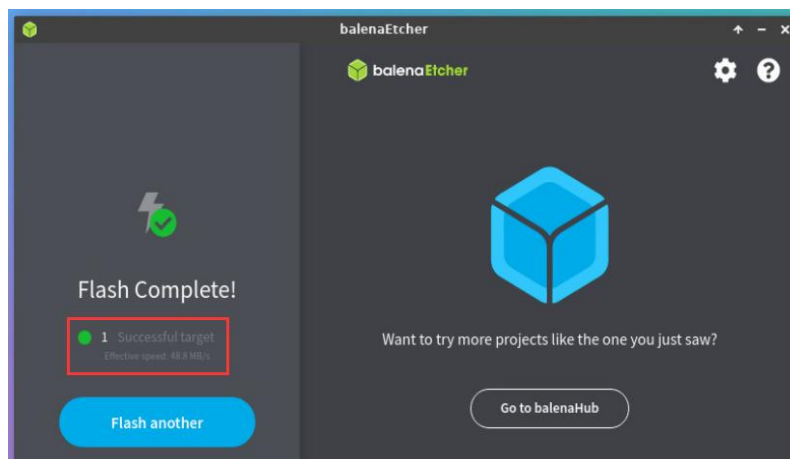 balenaEtcher
balenaEtcher
Flash Complete!
1 Successful target
Effective speed: 48.8 MB/s
Flash another
Want to try more projects like the one you just saw?
Go to balenaHub